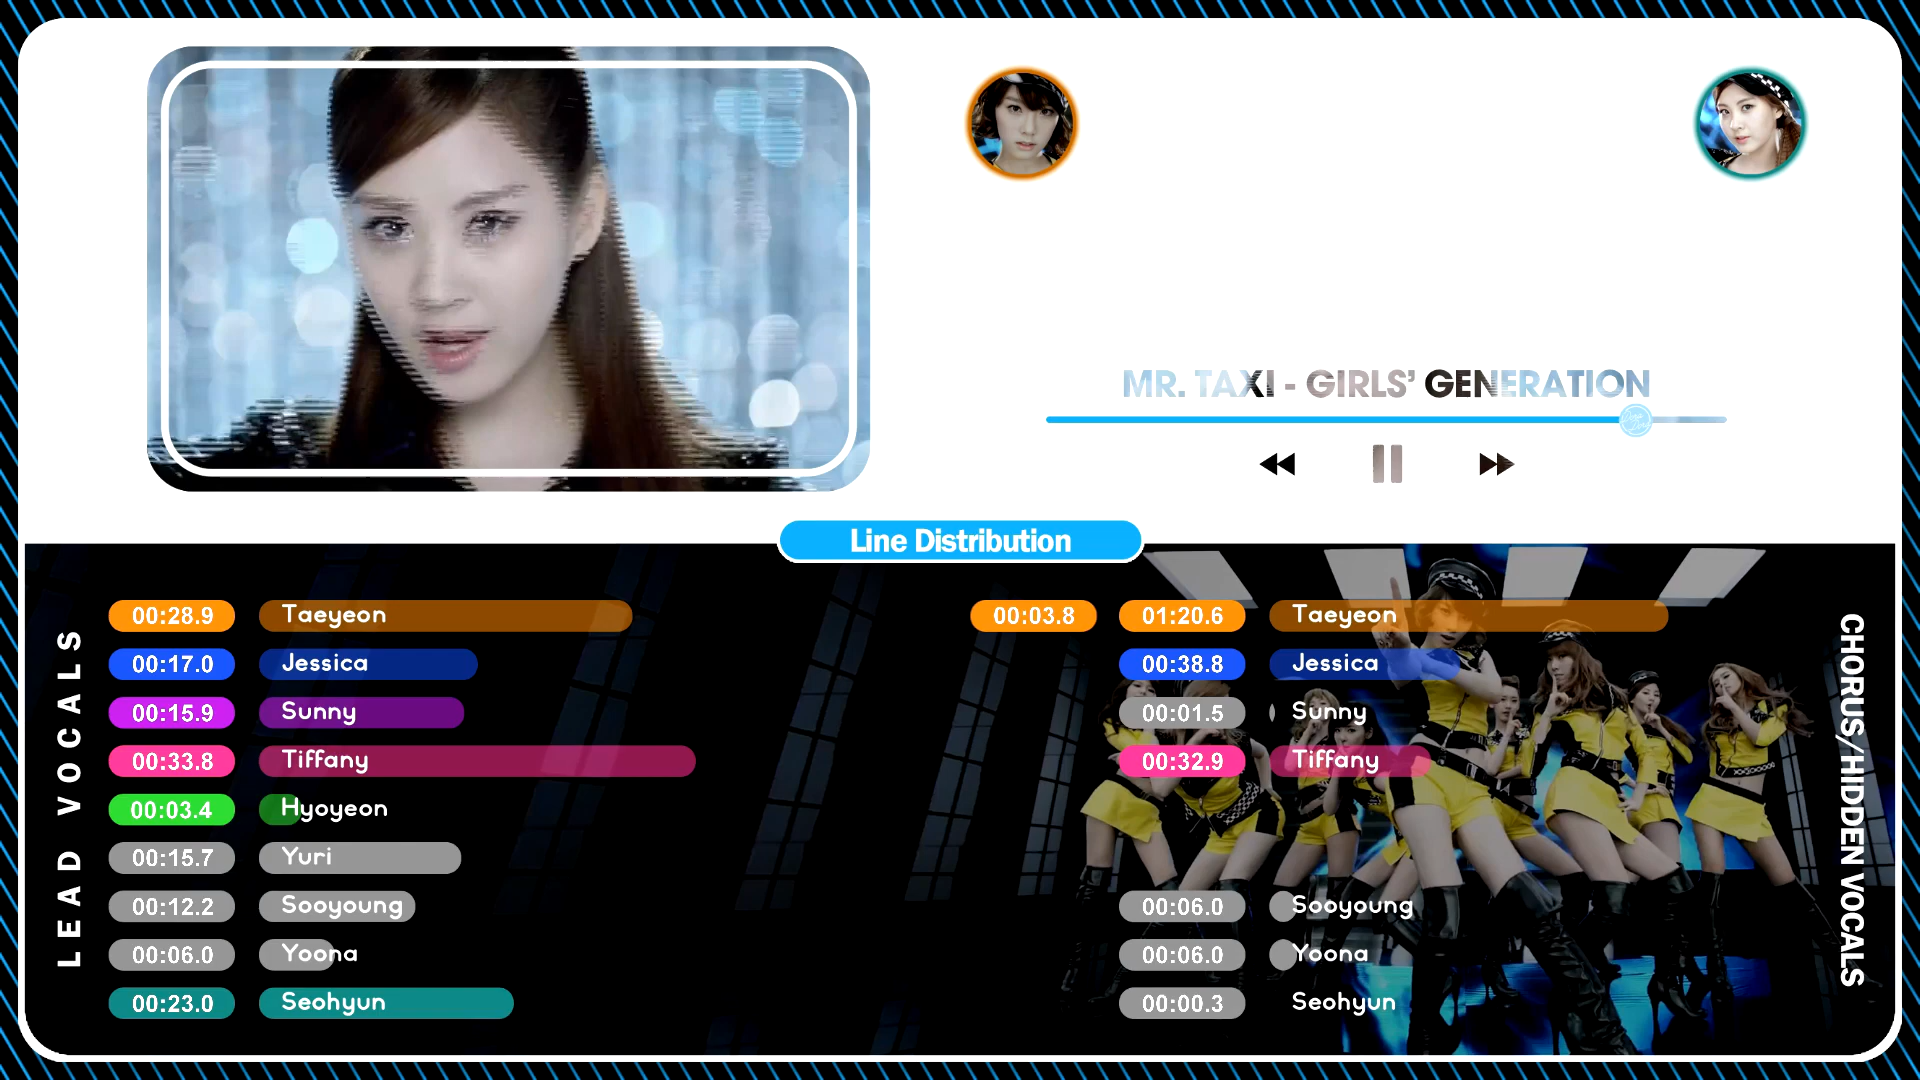 MR. TAXI - GIRLS’ GENERATION
Line Distribution
LEAD VOCALS
00:28.9 Taeyeon
00:17.0 Jessica
00:15.9 Sunny
00:33.8 Tiffany
00:03.4 Hyoyeon
00:15.7 Yuri
00:12.2 Sooyoung
00:06.0 Yoona
00:23.0 Seohyun
00:03.8 01:20.6 Taeyeon
00:38.8 Jessica
00:01.5 Sunny
00:32.9 Tiffany
00:06.0 Sooyoung
00:06.0 Yoona
00:00.3 Seohyun
CHORUS/HIDDEN VOCALS